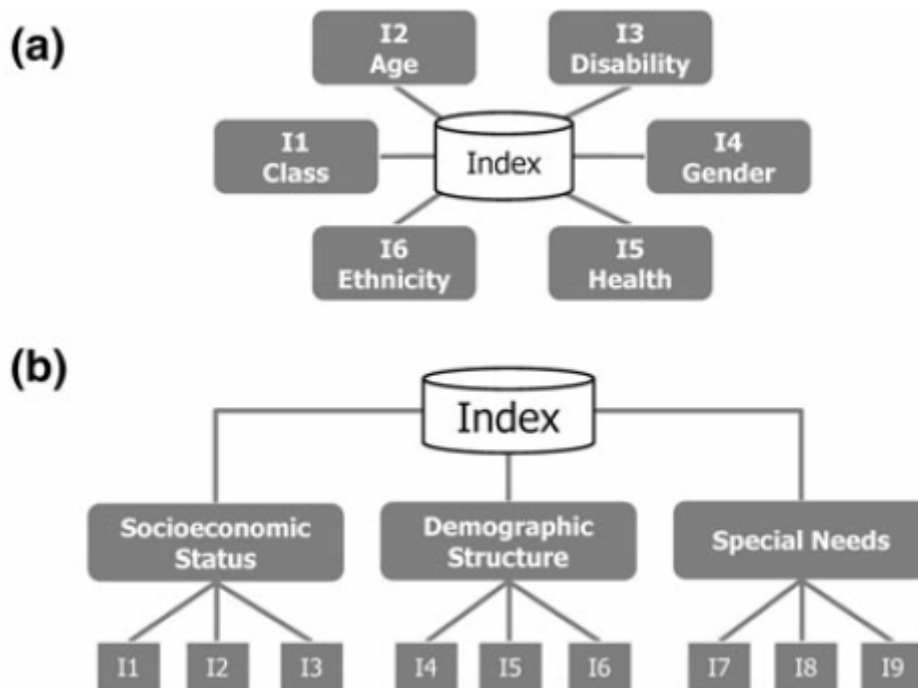 (a)
I2
Age
I3
Disability
I1
Class
Index
I4
Gender
I6
Ethnicity
I5
Health
(b)
Index
Socioeconomic
Status
Demographic
Structure
Special Needs
I1 I2 I3 I4 I5 I6 I7 I8 I9